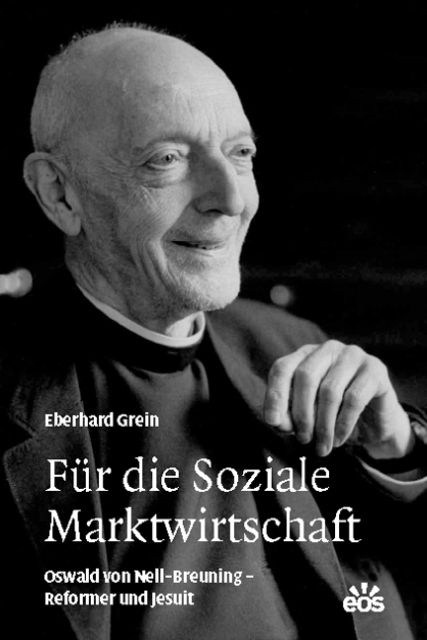 Eberhard Grein
Für die Soziale
Marktwirtschaft
Oswald von Nell-Breuning –
Reformer und Jesuit
eos